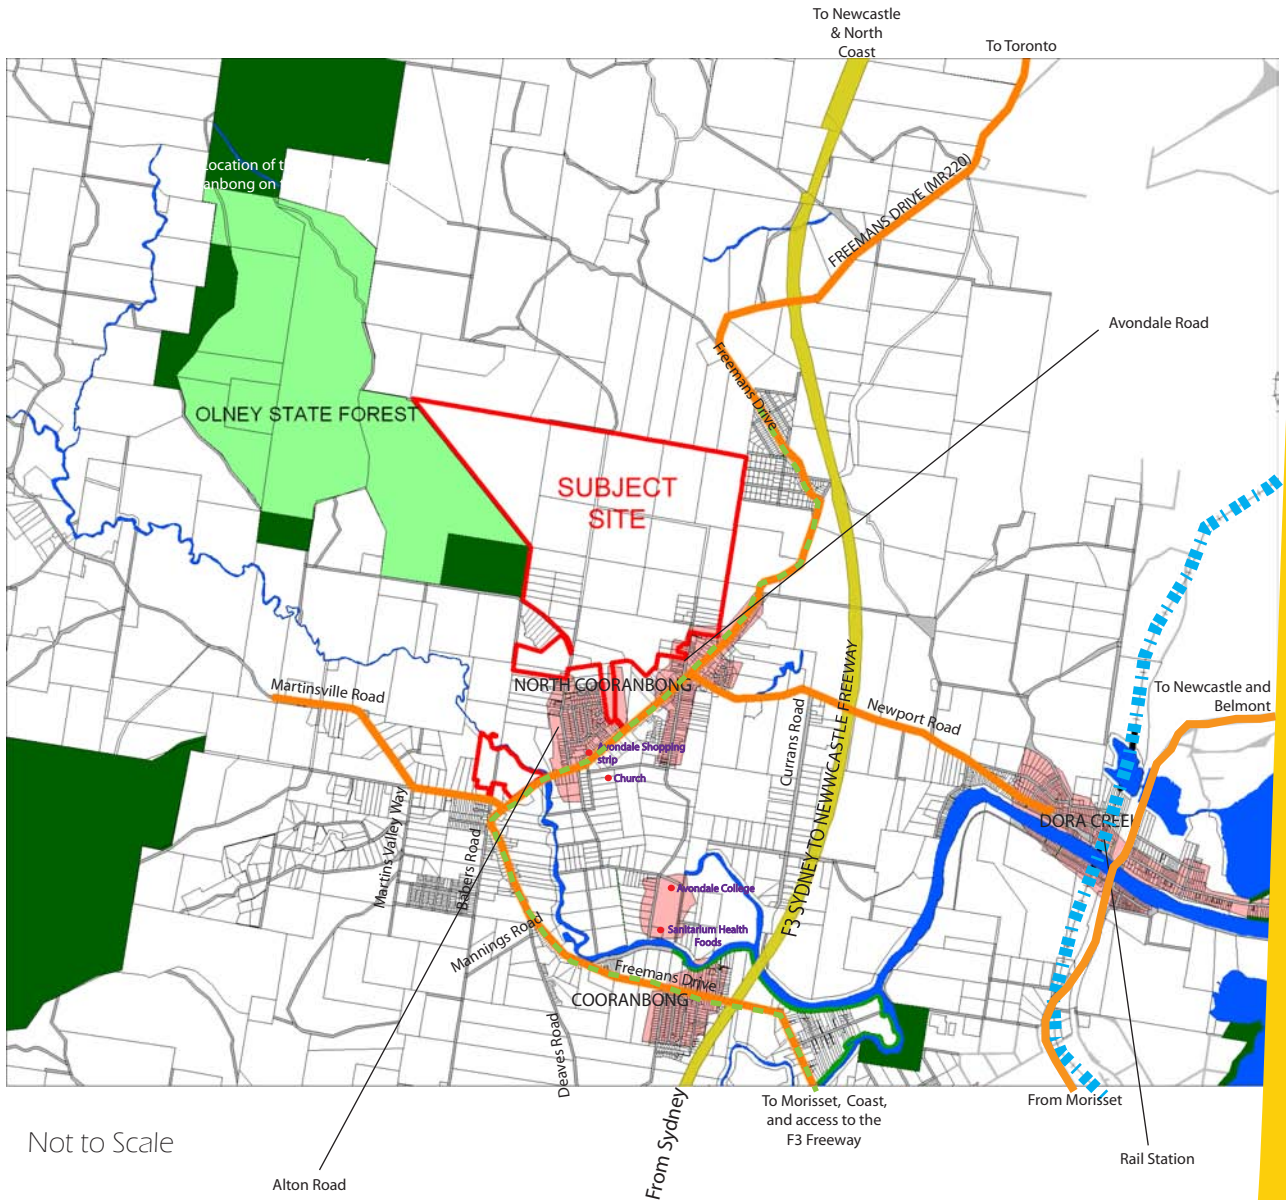 To Newcastle
& North
Coast
To Toronto
FREEMANS DRIVE (MR220)
Avondale Road
Freemans Drive
OLNEY STATE FOREST
SUBJECT
SITE
NORTH COORANBONG
Martinsville Road
To Newcastle and
Belmont
Newport Road
Currans Road
F3 SYDNEY TO NEWWCASTLE FREEWAY
Avondale Shopping
strip
Church
DORA CREEK
Martins Valley Way
Babers Road
Avondale College
Sanitarium Health
Foods
Mannings Road
Freemans Drive
COORANBONG
Deaves Road
From Sydney
To Morisset, Coast,
and access to the
F3 Freeway
From Morisset
Rail Station
Not to Scale
Alton Road